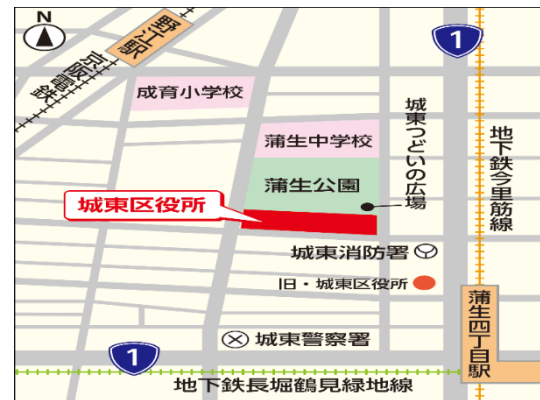 N
野江駅
京阪電鉄
1
成育小学校
蒲生中学校
蒲生公園
城東つどいの広場
地下鉄今里筋線
城東区役所
城東消防署
旧・城東区役所
蒲生四丁目駅
城東警察署
1
地下鉄長堀鶴見緑地線